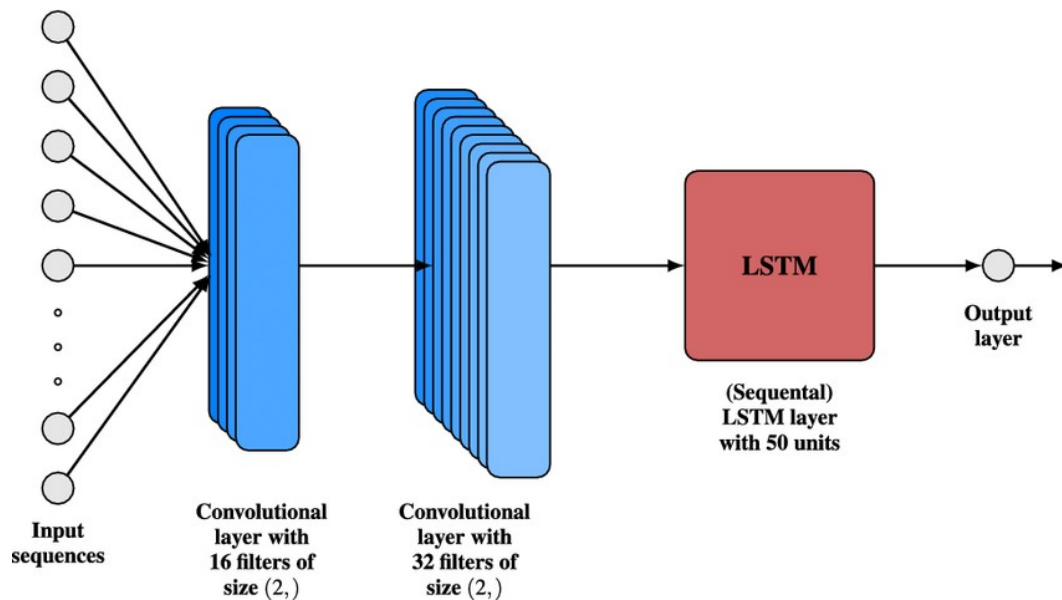 LSTM
Output
layer
(Sequental)
LSTM layer
with 50 units
Input
sequences
Convolutional
layer with
16 filters of
size (2,)
Convolutional
layer with
32 filters of
size (2,)